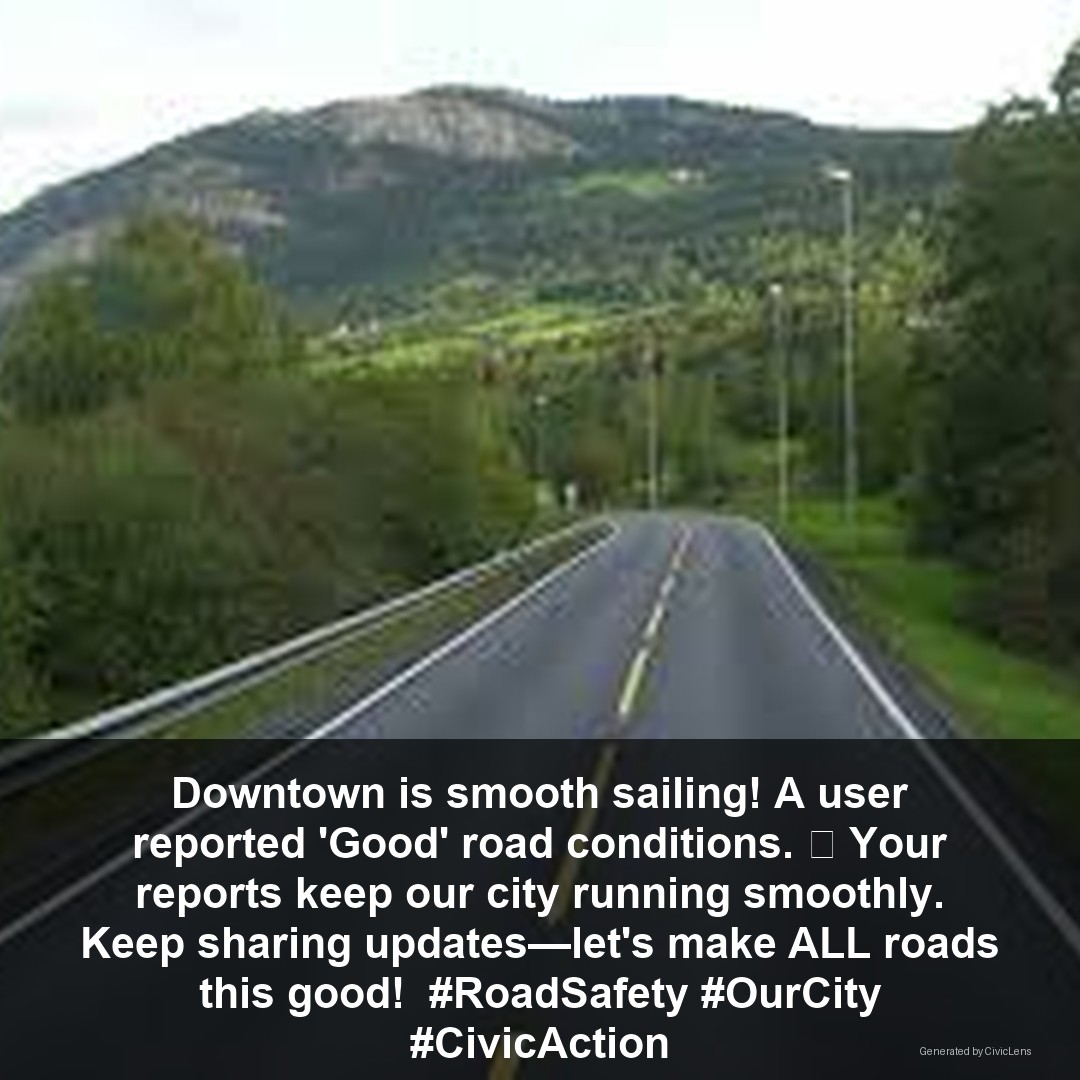 Downtown is smooth sailing! A user
reported 'Good' road conditions. □ Your
reports keep our city running smoothly.
Keep sharing updates—let's make ALL roads
this good!  #RoadSafety #OurCity
#CivicAction
Generated by CivicLens